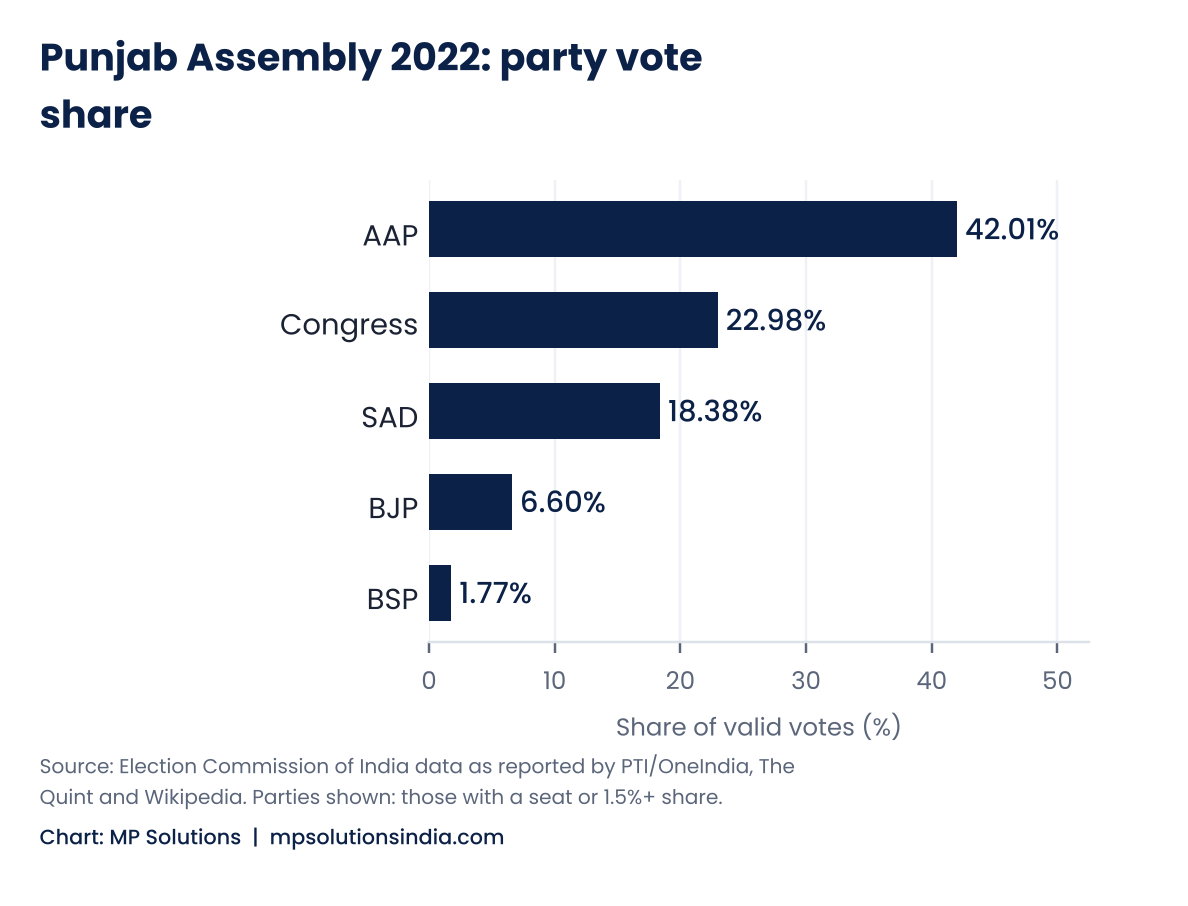 Punjab Assembly 2022: party vote
share
AAP 42.01%
Congress 22.98%
SAD 18.38%
BJP 6.60%
BSP 1.77%
0 10 20 30 40 50
Share of valid votes (%)
Source: Election Commission of India data as reported by PTI/OneIndia, The
Quint and Wikipedia. Parties shown: those with a seat or 1.5%+ share.
Chart: MP Solutions | mpsolutionsindia.com